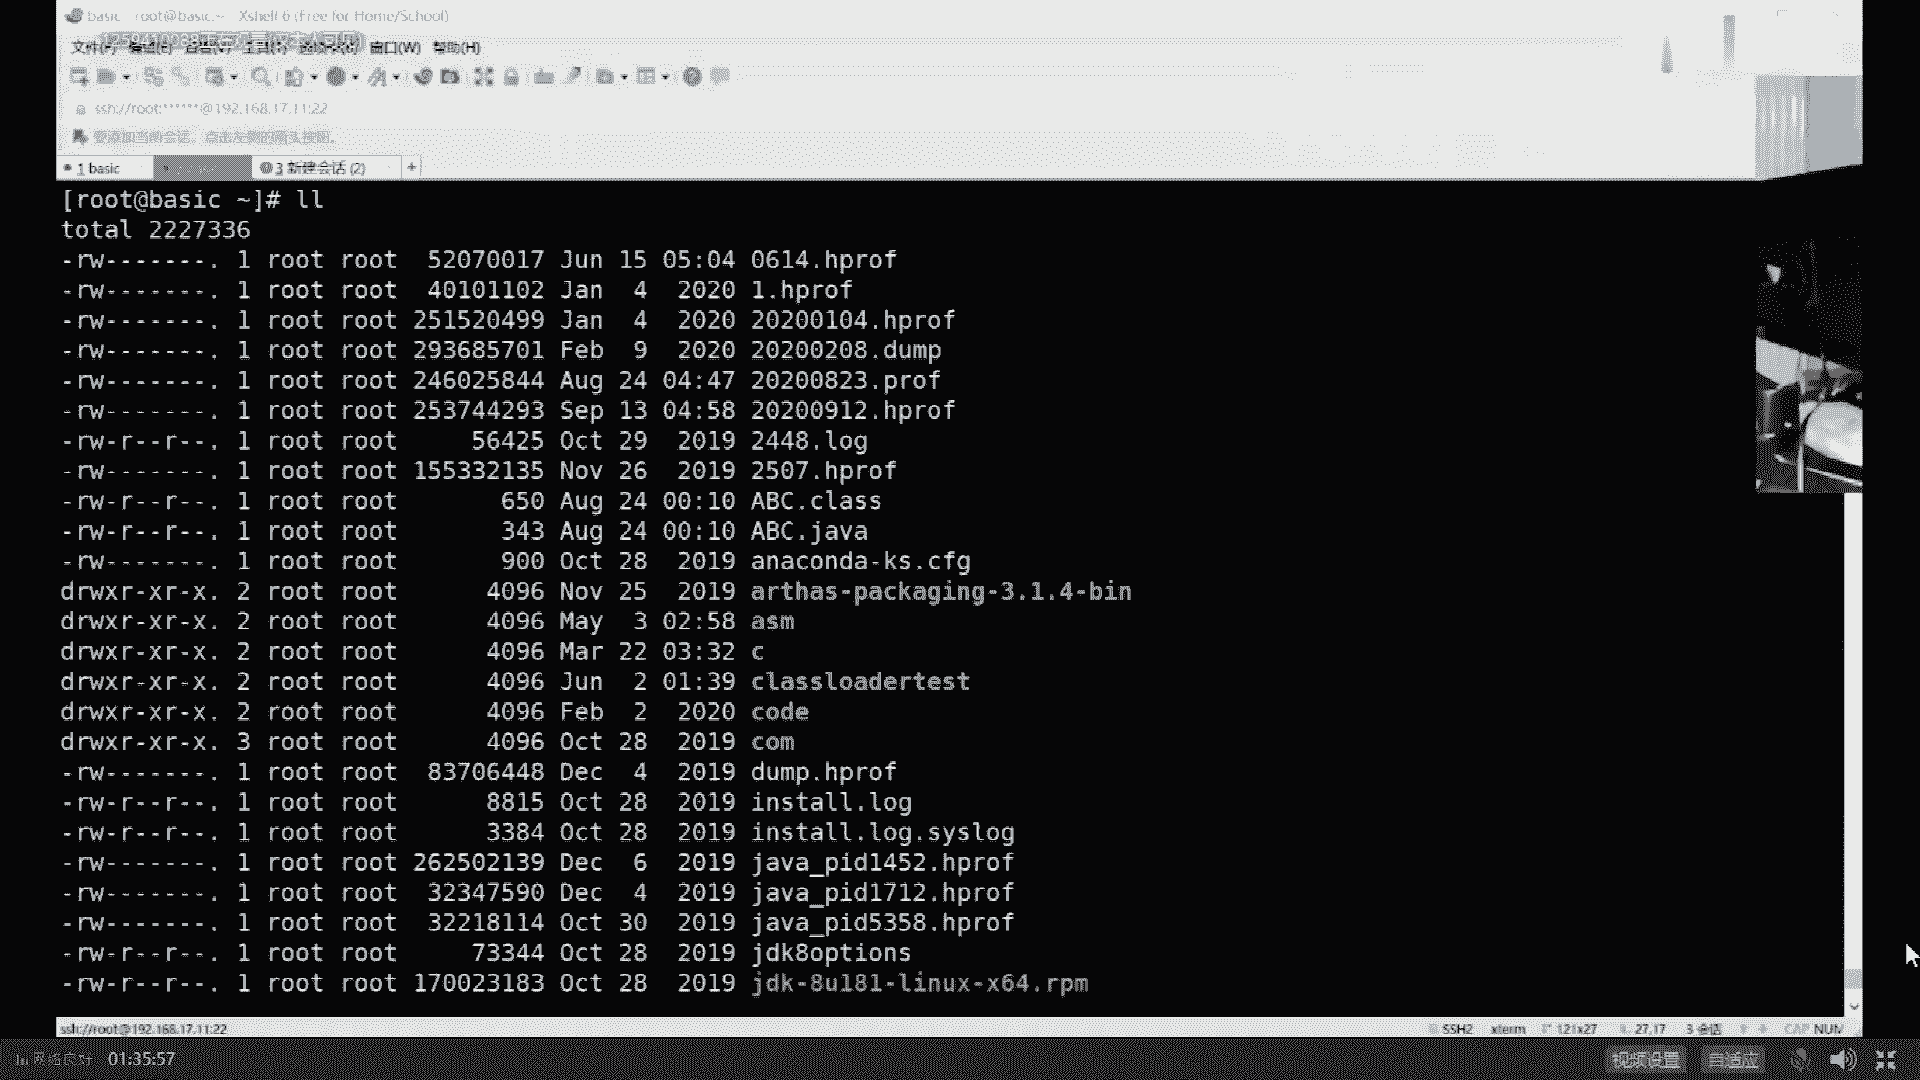 basic - root@basic:~ - Xshell 6 (Free for Home/School)
窗口(W) 帮助(H)
ssh://root:******@192.168.17.11:22
要添加当前会话，点击左侧的箭头按钮。
1 basic
3 新建会话 (2)
+
[root@basic ~]# ll
total 2227336
-rw-------. 1 root root  52070017 Jun 15 05:04 0614.hprof
-rw-------. 1 root root  40101102 Jan  4  2020 1.hprof
-rw-------. 1 root root 251520499 Jan  4  2020 20200104.hprof
-rw-------. 1 root root 293685701 Feb  9  2020 20200208.dump
-rw-------. 1 root root 246025844 Aug 24 04:47 20200823.prof
-rw-------. 1 root root 253744293 Sep 13 04:58 20200912.hprof
-rw-r--r--. 1 root root     56425 Oct 29  2019 2448.log
-rw-------. 1 root root 155332135 Nov 26  2019 2507.hprof
-rw-r--r--. 1 root root       650 Aug 24 00:10 ABC.class
-rw-r--r--. 1 root root       343 Aug 24 00:10 ABC.java
-rw-------. 1 root root       900 Oct 28  2019 anaconda-ks.cfg
drwxr-xr-x. 2 root root      4096 Nov 25  2019 arthas-packaging-3.1.4-bin
drwxr-xr-x. 2 root root      4096 May  3 02:58 asm
drwxr-xr-x. 2 root root      4096 Mar 22 03:32 c
drwxr-xr-x. 2 root root      4096 Jun  2 01:39 classloadertest
drwxr-xr-x. 2 root root      4096 Feb  2  2020 code
drwxr-xr-x. 3 root root      4096 Oct 28  2019 com
-rw-------. 1 root root  83706448 Dec  4  2019 dump.hprof
-rw-r--r--. 1 root root      8815 Oct 28  2019 install.log
-rw-r--r--. 1 root root      3384 Oct 28  2019 install.log.syslog
-rw-------. 1 root root 262502139 Dec  6  2019 java_pid1452.hprof
-rw-------. 1 root root  32347590 Dec  4  2019 java_pid1712.hprof
-rw-------. 1 root root  32218114 Oct 30  2019 java_pid5358.hprof
-rw-r--r--. 1 root root     73344 Oct 28  2019 jdk8options
-rw-r--r--. 1 root root 170023183 Oct 28  2019 jdk-8u181-linux-x64.rpm
ssh://root@192.168.17.11:22 SSH2 xterm 121x27 27,17 3 会话 CAP NUM
网络良好 01:35:57 视频设置 自适应